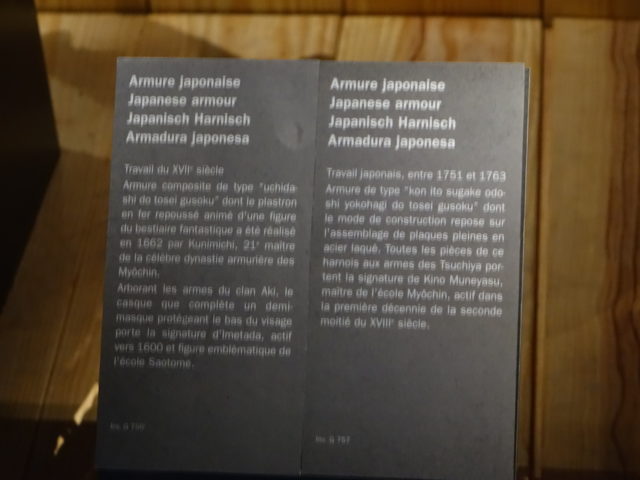 Armure japonaise
Japanese armour
Japanisch Harnisch
Armadura japonesa
Travail du XVIIe siècle
Armure composite de type "uchida-
shi do tosei gusoku" dont le plastron
en fer repoussé animé d'une figure
du bestiaire fantastique a été réalisé
en 1662 par Kunimichi, 21e maître
de la célèbre dynastie armurière des
Myôchin.
Arborant les armes du clan Aki, le
casque que complète un demi-
masque protégeant le bas du visage
porte la signature d'Imetada, actif
vers 1600 et figure emblématique de
l'école Saotomé.
Inv. G 750
Armure japonaise
Japanese armour
Japanisch Harnisch
Armadura japonesa
Travail japonais, entre 1751 et 1763
Armure de type "kon ito sugake odo-
shi yokohagi do tosei gusoku" dont
le mode de construction repose sur
l'assemblage de plaques pleines en
acier laqué. Toutes les pièces de ce
harnois aux armes des Tsuchiya por-
tent la signature de Kino Muneyasu,
maître de l'école Myôchin, actif dans
la première décennie de la seconde
moitié du XVIIIe siècle.
Inv. G 767